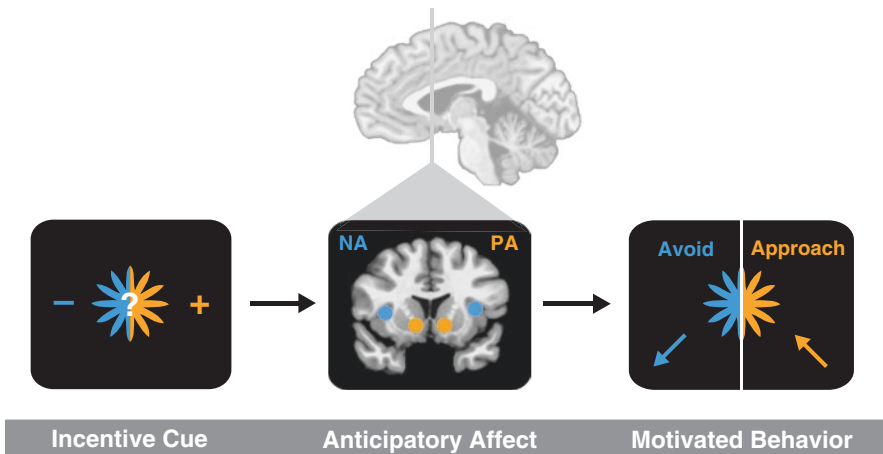 − ? +
NA PA
Avoid Approach
Incentive Cue Anticipatory Affect Motivated Behavior